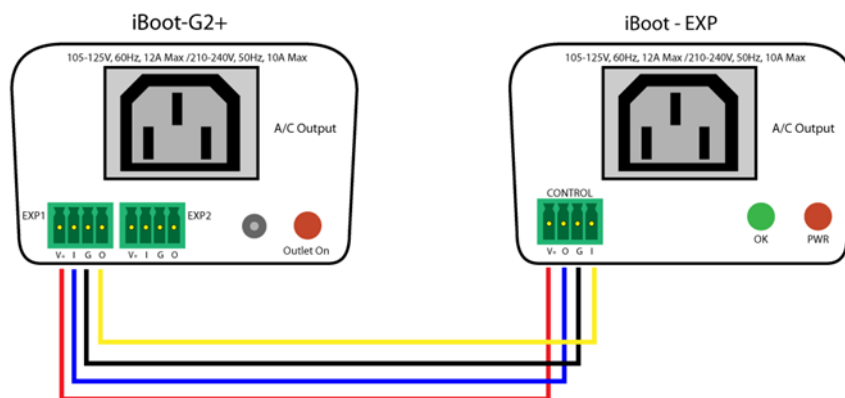 iBoot-G2+
iBoot - EXP
105-125V, 60Hz, 12A Max /210-240V, 50Hz, 10A Max
105-125V, 60Hz, 12A Max /210-240V, 50Hz, 10A Max
A/C Output
A/C Output
CONTROL
EXP1
EXP2
Outlet On
OK
PWR
V+ I G O
V+ I G O
V+ O G I